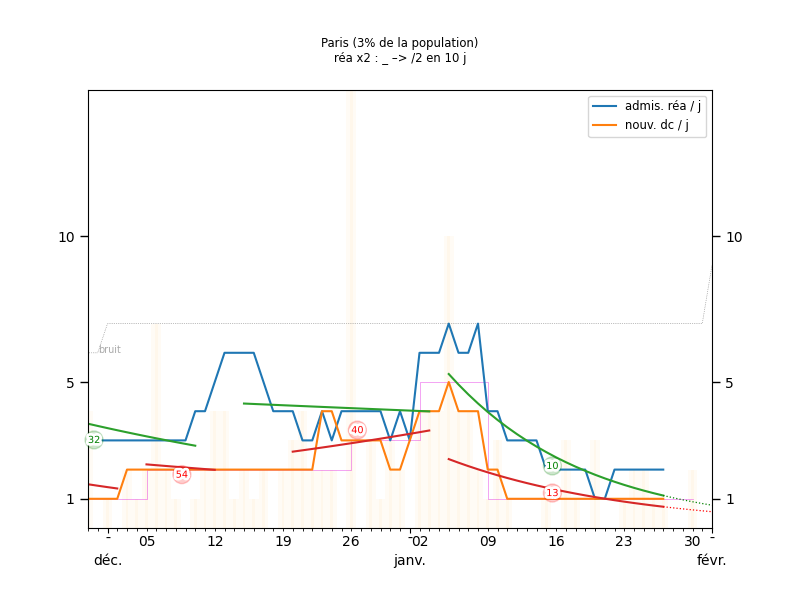 Paris (3% de la population)
réa x2 : _ –> /2 en 10 j
admis. réa / j
nouv. dc / j
10
10
bruit
5
5
32
40
54
10
13
1
1
05 12 19 26 02 09 16 23 30
déc. janv. févr.